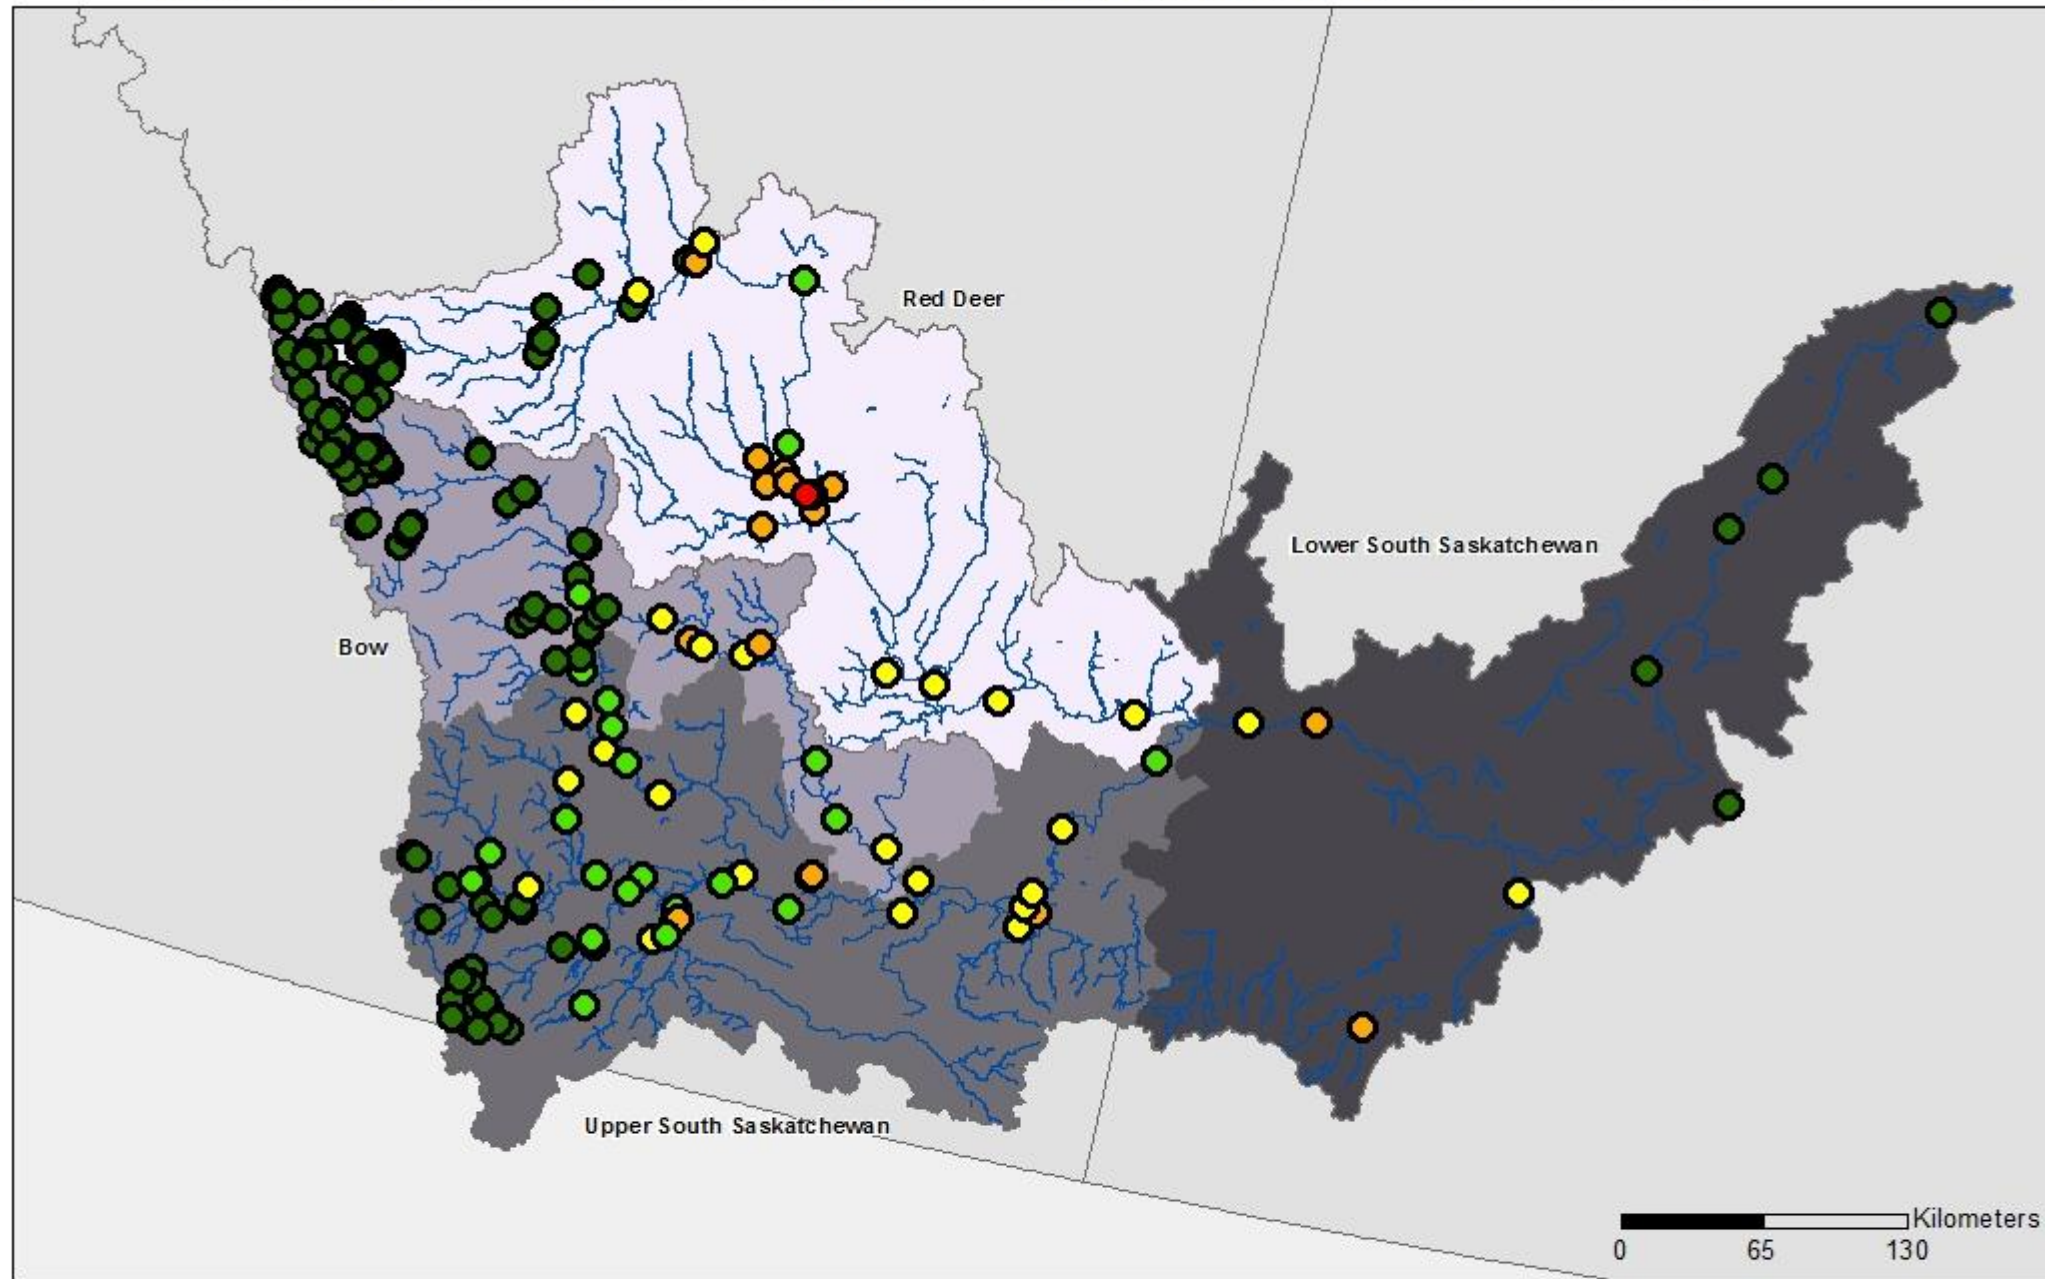 Red Deer
Lower South Saskatchewan
Bow
Upper South Saskatchewan
Kilometers
0 65 130